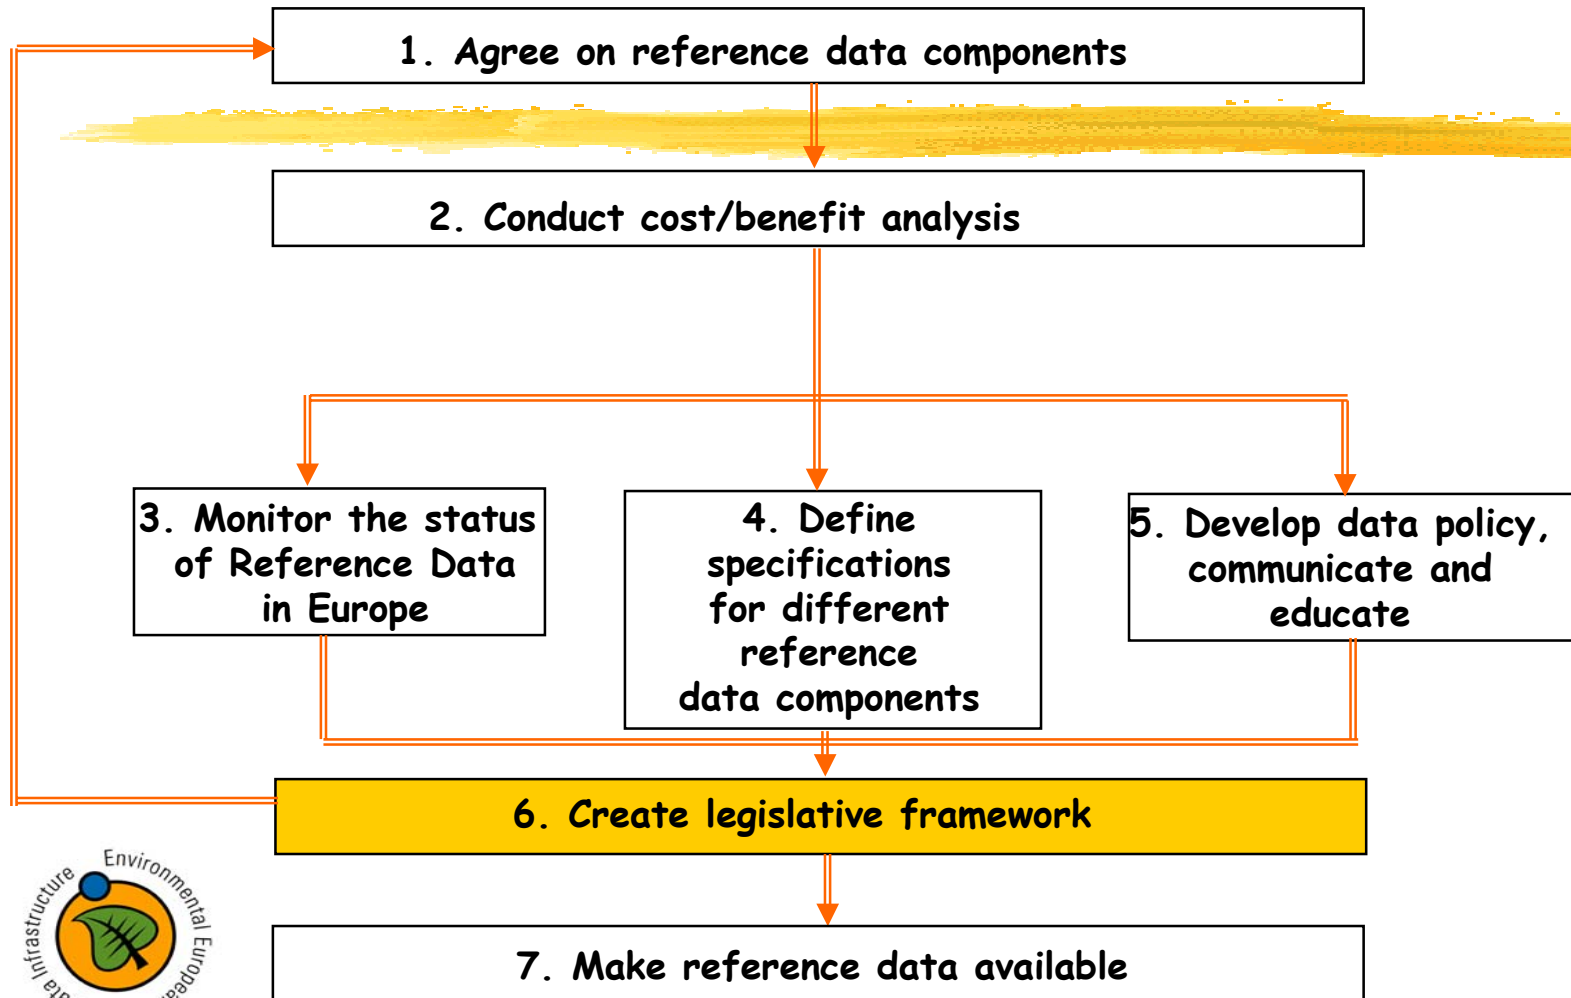 1. Agree on reference data components
2. Conduct cost/benefit analysis
3. Monitor the status
of Reference Data
in Europe
4. Define
specifications
for different
reference
data components
5. Develop data policy,
communicate and
educate
6. Create legislative framework
7. Make reference data available
Environmental European
Infrastructure